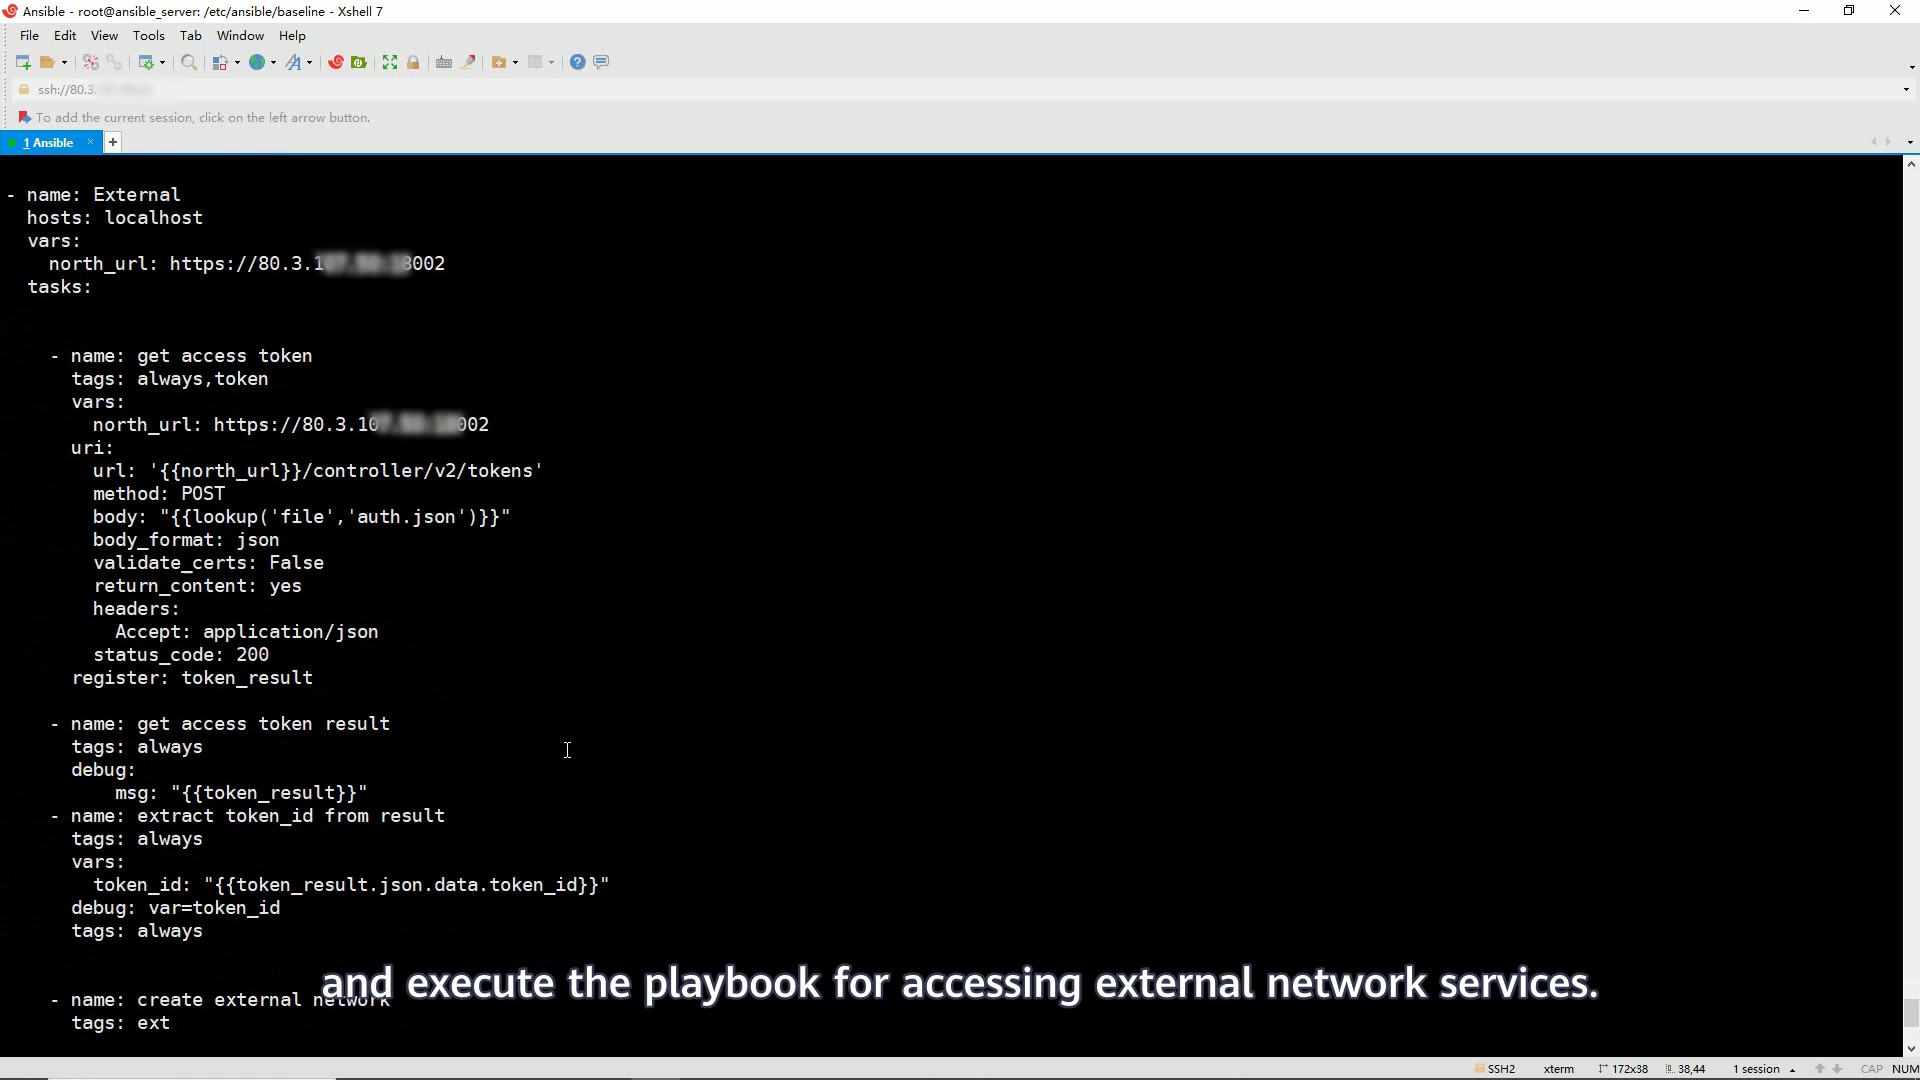 Ansible - root@ansible_server: /etc/ansible/baseline - Xshell 7
File Edit View Tools Tab Window Help
ssh://80.3.
To add the current session, click on the left arrow button.
1 Ansible
- name: External
hosts: localhost
vars:
north_url: https://80.3.1 8002
tasks:
- name: get access token
tags: always,token
vars:
north_url: https://80.3.10 002
uri:
url: '{{north_url}}/controller/v2/tokens'
method: POST
body: "{{lookup('file','auth.json')}}"
body_format: json
validate_certs: False
return_content: yes
headers:
Accept: application/json
status_code: 200
register: token_result
- name: get access token result
tags: always
debug:
msg: "{{token_result}}"
- name: extract token_id from result
tags: always
vars:
token_id: "{{token_result.json.data.token_id}}"
debug: var=token_id
tags: always
and execute the playbook for accessing external network services.
- name: create external network
tags: ext
SSH2 xterm 172x38 38,44 1 session CAP NUM